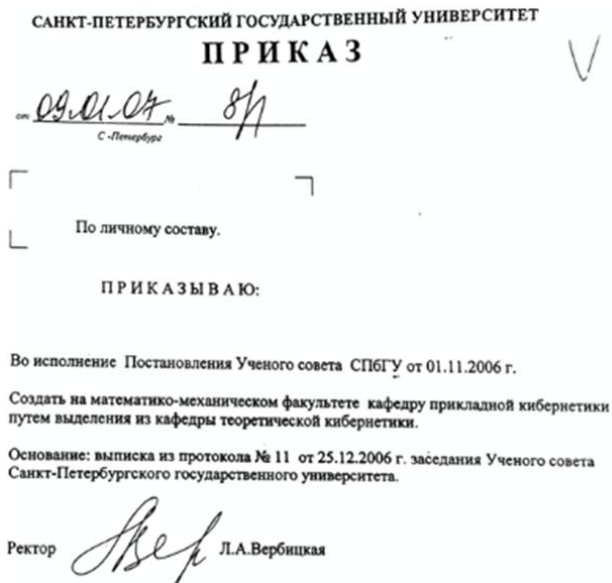 САНКТ-ПЕТЕРБУРГСКИЙ ГОСУДАРСТВЕННЫЙ УНИВЕРСИТЕТ
ПРИКАЗ
от 09.01.07 № 8/Л
С-Петербург
По личному составу.
ПРИКАЗЫВАЮ:
Во исполнение Постановления Ученого совета СПбГУ от 01.11.2006 г.
Создать на математико-механическом факультете кафедру прикладной кибернетики
путем выделения из кафедры теоретической кибернетики.
Основание: выписка из протокола № 11 от 25.12.2006 г. заседания Ученого совета
Санкт-Петербургского государственного университета.
Ректор Л.А.Вербицкая